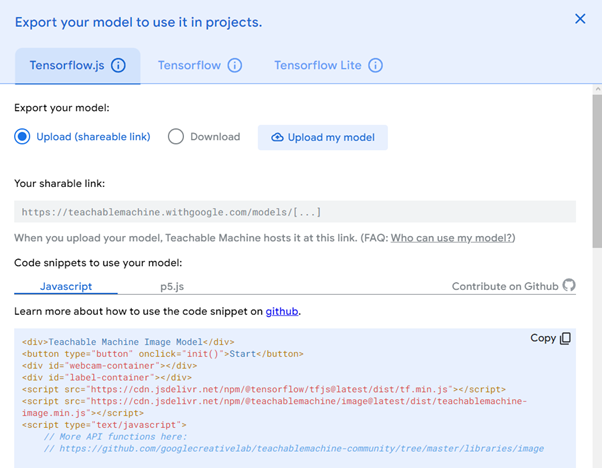 Export your model to use it in projects.
Tensorflow.js
Tensorflow
Tensorflow Lite
Export your model:
Upload (shareable link)
Download
Upload my model
Your sharable link:
https://teachablemachine.withgoogle.com/models/[...]
When you upload your model, Teachable Machine hosts it at this link. (FAQ: Who can use my model?)
Code snippets to use your model:
Javascript
p5.js
Contribute on Github
Learn more about how to use the code snippet on github.
Copy
<div>Teachable Machine Image Model</div>
<button type="button" onclick="init()">Start</button>
<div id="webcam-container"></div>
<div id="label-container"></div>
<script src="https://cdn.jsdelivr.net/npm/@tensorflow/tfjs@latest/dist/tf.min.js"></script>
<script src="https://cdn.jsdelivr.net/npm/@teachablemachine/image@latest/dist/teachablemachine-
image.min.js"></script>
<script type="text/javascript">
// More API functions here:
// https://github.com/googlecreativelab/teachablemachine-community/tree/master/libraries/image